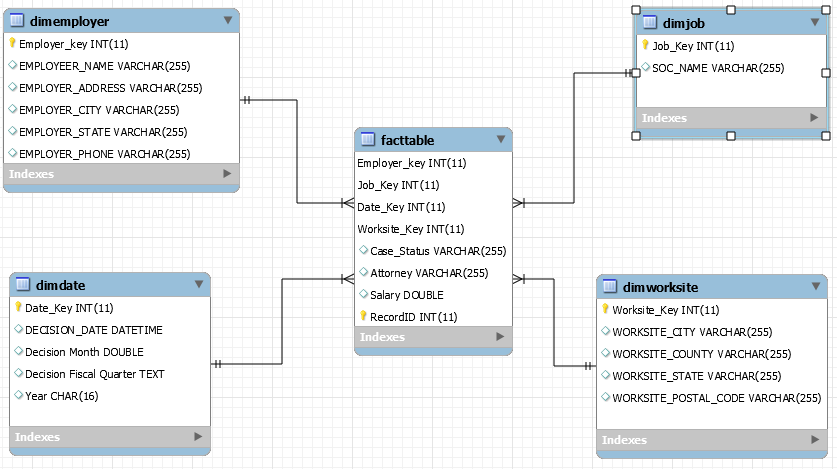 dimemployer
Employer_key INT(11)
EMPLOYEER_NAME VARCHAR(255)
EMPLOYER_ADDRESS VARCHAR(255)
EMPLOYER_CITY VARCHAR(255)
EMPLOYER_STATE VARCHAR(255)
EMPLOYER_PHONE VARCHAR(255)
Indexes
dimjob
Job_Key INT(11)
SOC_NAME VARCHAR(255)
Indexes
facttable
Employer_key INT(11)
Job_Key INT(11)
Date_Key INT(11)
Worksite_Key INT(11)
Case_Status VARCHAR(255)
Attorney VARCHAR(255)
Salary DOUBLE
RecordID INT(11)
Indexes
dimdate
Date_Key INT(11)
DECISION_DATE DATETIME
Decision Month DOUBLE
Decision Fiscal Quarter TEXT
Year CHAR(16)
Indexes
dimworksite
Worksite_Key INT(11)
WORKSITE_CITY VARCHAR(255)
WORKSITE_COUNTY VARCHAR(255)
WORKSITE_STATE VARCHAR(255)
WORKSITE_POSTAL_CODE VARCHAR(255)
Indexes